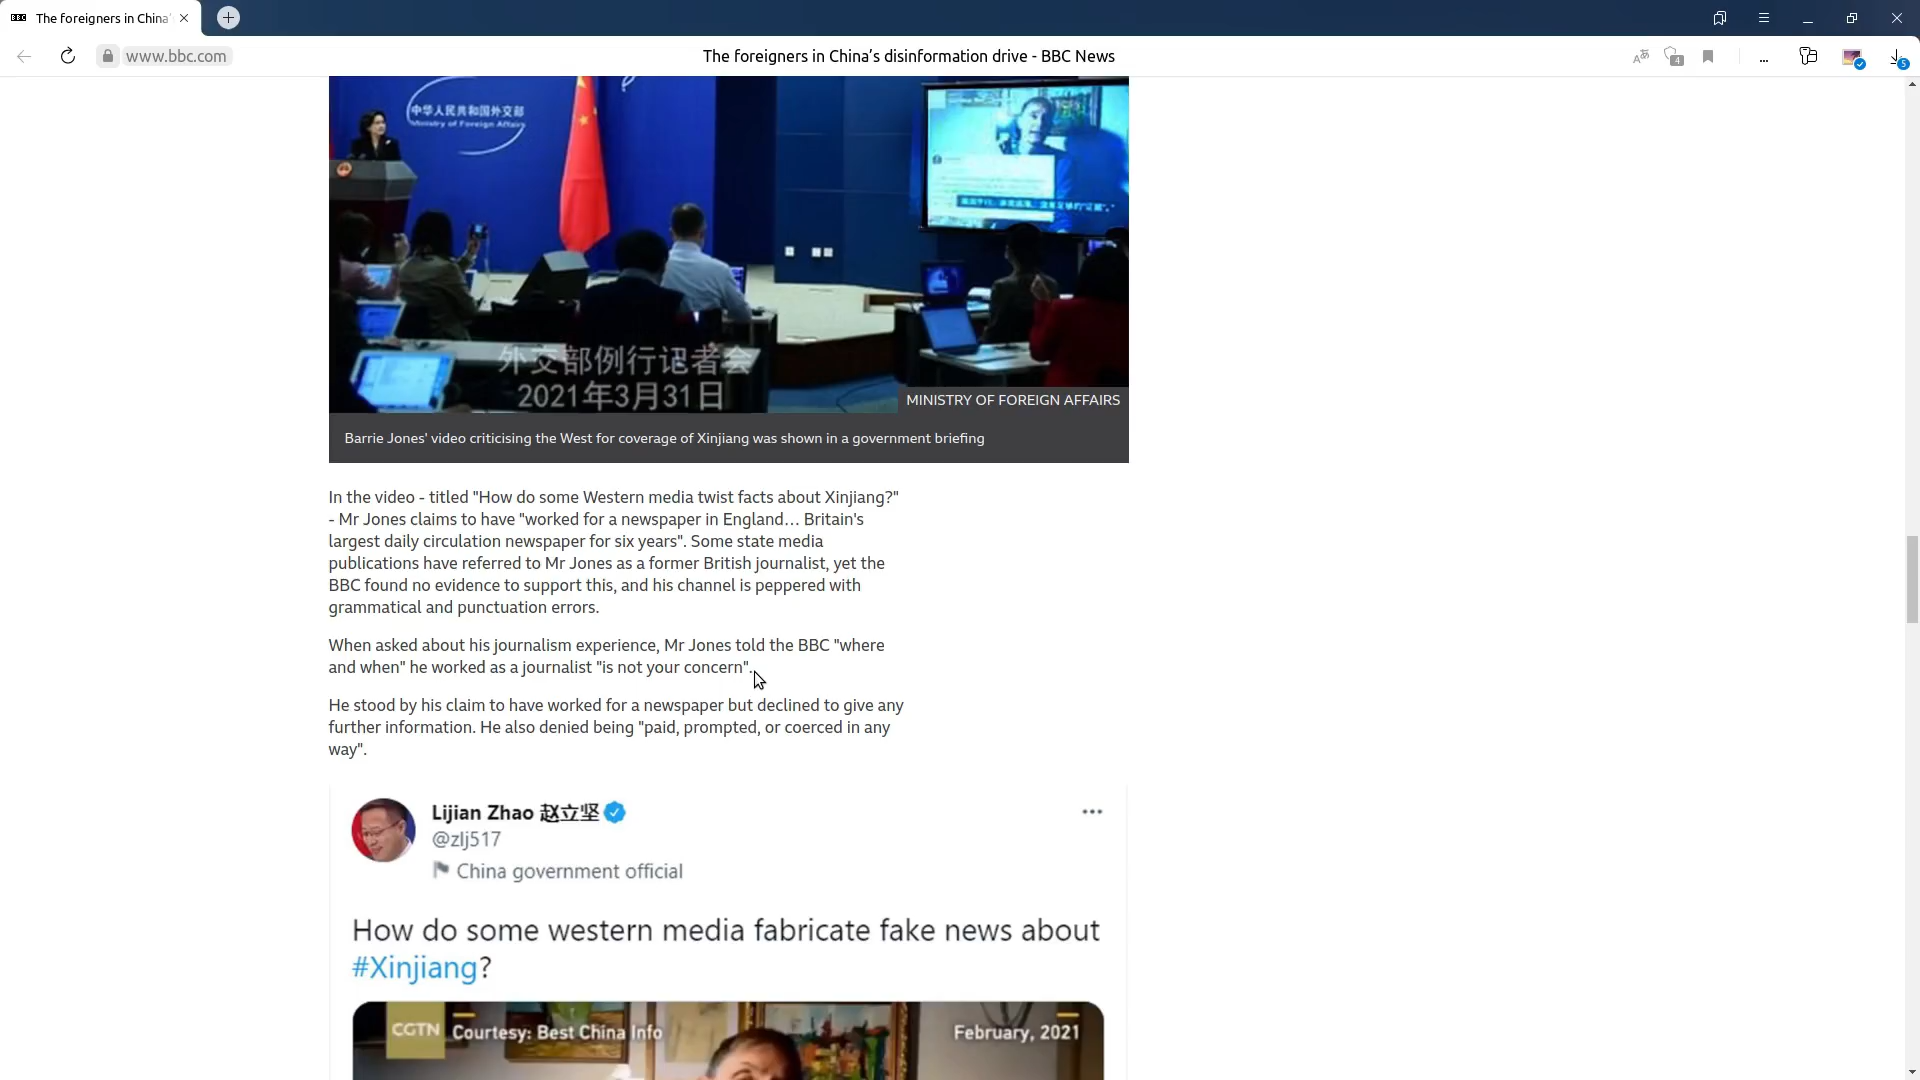 BBC The foreigners in China'
www.bbc.com
The foreigners in China’s disinformation drive - BBC News
4
...
5
中华人民共和国外交部
Ministry of Foreign Affairs
外交部例行记者会
2021年3月31日
MINISTRY OF FOREIGN AFFAIRS
Barrie Jones' video criticising the West for coverage of Xinjiang was shown in a government briefing
In the video - titled "How do some Western media twist facts about Xinjiang?"
- Mr Jones claims to have "worked for a newspaper in England… Britain's
largest daily circulation newspaper for six years". Some state media
publications have referred to Mr Jones as a former British journalist, yet the
BBC found no evidence to support this, and his channel is peppered with
grammatical and punctuation errors.
When asked about his journalism experience, Mr Jones told the BBC "where
and when" he worked as a journalist "is not your concern".
He stood by his claim to have worked for a newspaper but declined to give any
further information. He also denied being "paid, prompted, or coerced in any
way".
Lijian Zhao 赵立坚
@zlj517
China government official
How do some western media fabricate fake news about
#Xinjiang?
CGTN Courtesy: Best China Info
February, 2021